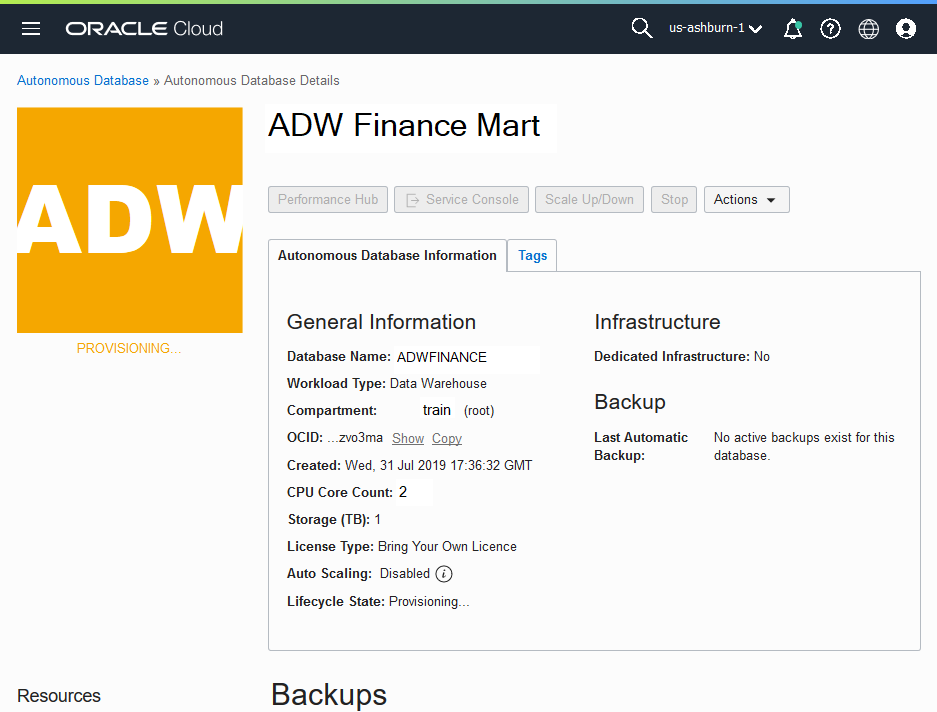 ORACLE Cloud
us-ashburn-1
Autonomous Database » Autonomous Database Details
ADW
PROVISIONING...
ADW Finance Mart
Performance Hub Service Console Scale Up/Down Stop Actions
Autonomous Database Information Tags
General Information
Database Name: ADWFINANCE
Workload Type: Data Warehouse
Compartment: train (root)
OCID: ...zvo3ma Show Copy
Created: Wed, 31 Jul 2019 17:36:32 GMT
CPU Core Count: 2
Storage (TB): 1
License Type: Bring Your Own Licence
Auto Scaling: Disabled i
Lifecycle State: Provisioning...
Infrastructure
Dedicated Infrastructure: No
Backup
Last Automatic Backup: No active backups exist for this
database.
Resources
Backups